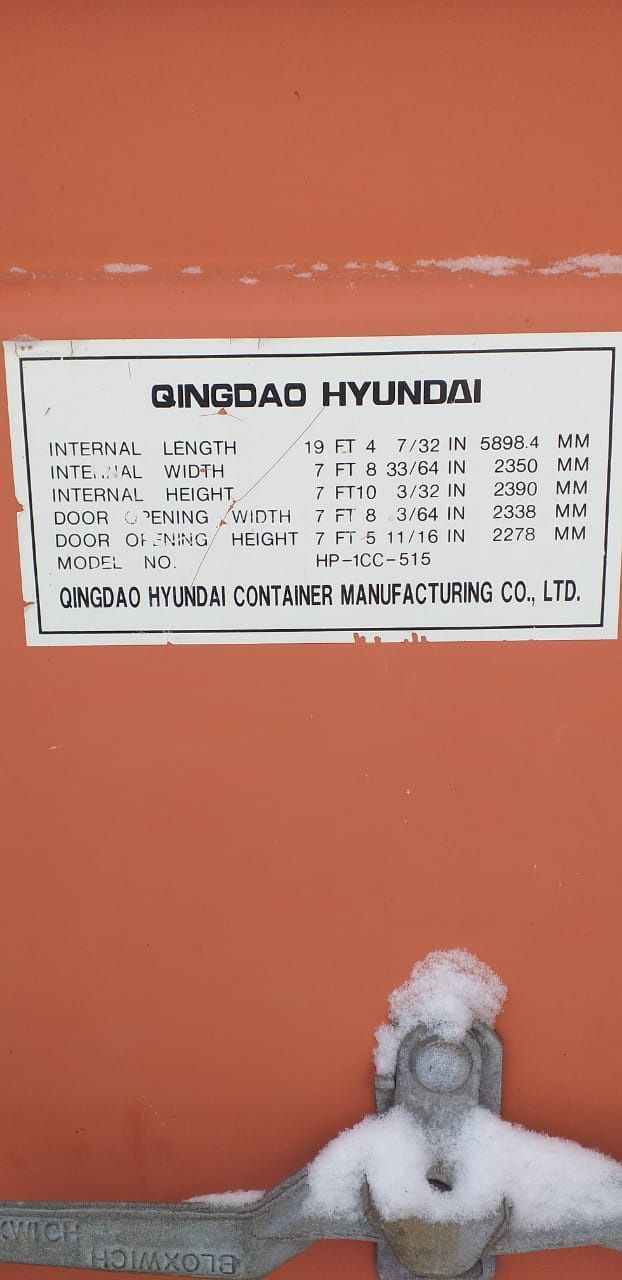 QINGDAO HYUNDAI
INTERNAL LENGTH 19 FT 4 7/32 IN 5898.4 MM
INTERNAL WIDTH 7 FT 8 33/64 IN 2350 MM
INTERNAL HEIGHT 7 FT10 3/32 IN 2390 MM
DOOR OPENING WIDTH 7 FT 8 3/64 IN 2338 MM
DOOR OPENING HEIGHT 7 FT 5 11/16 IN 2278 MM
MODEL NO. HP-1CC-515
QINGDAO HYUNDAI CONTAINER MANUFACTURING CO., LTD.
BLOXWICH